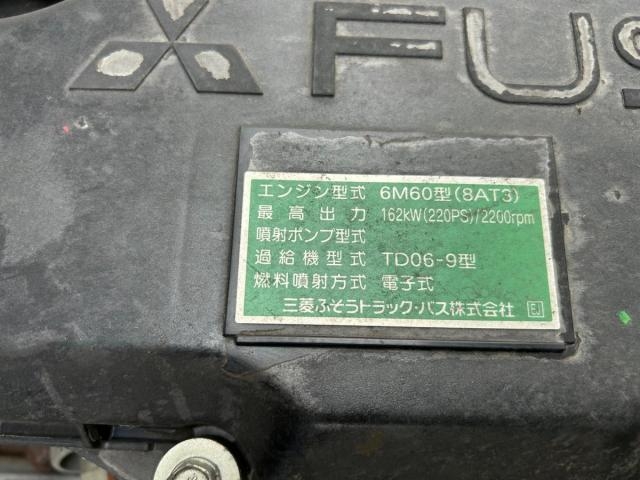 FUS
エンジン型式 6M60型(8AT3)
最高出力 162kW(220PS)/2200rpm
噴射ポンプ型式
過給機型式 TD06-9型
燃料噴射方式 電子式
三菱ふそうトラック・バス株式会社 EJ